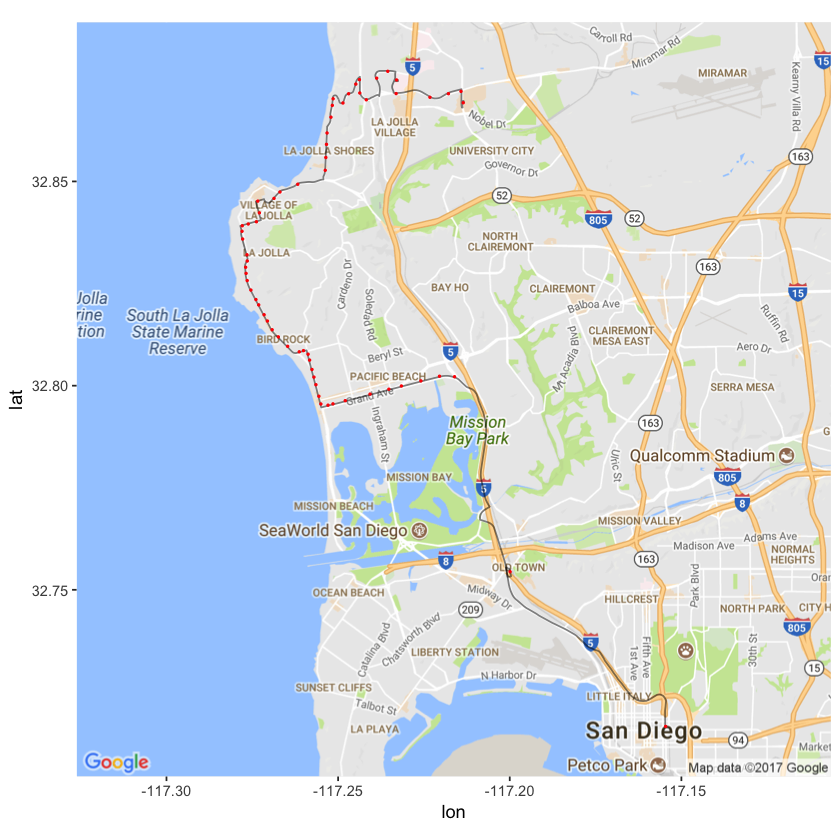 Carroll Rd
Miramar Rd
5
15
MIRAMAR
Kearny Villa Rd
LA JOLLA
VILLAGE
Nobel Dr
LA JOLLA SHORES
UNIVERSITY CITY
163
Governor Dr
32.85
52
VILLAGE OF
LA JOLLA
805
52
NORTH
CLAIREMONT
LA JOLLA
163
Cardeno Dr
Soledad Rd
BAY HO
CLAIREMONT
15
Jolla
rine
tion
South La Jolla
State Marine
Reserve
Balboa Ave
Ruffin Rd
BIRD ROCK
CLAIREMONT
MESA EAST
Mt Acadia Blvd
Aero Dr
5
Beryl St
32.80
PACIFIC BEACH
SERRA MESA
Grand Ave
lat
Ingraham St
Mission
Bay Park
163
Ulric St
Qualcomm Stadium
MISSION BAY
805
5
8
MISSION BEACH
SeaWorld San Diego
MISSION VALLEY
Adams Ave
Madison Ave
NORMAL
HEIGHTS
8
163
OLD TOWN
Park Blvd
32.75
OCEAN BEACH
Midway Dr
HILLCREST
209
NORTH PARK
CITY H
805
Catalina Blvd
Chatsworth Blvd
5
Fifth Ave
1st Ave
30th St
LIBERTY STATION
15
N Harbor Dr
SUNSET CLIFFS
LITTLE ITALY
Talbot St
LA PLAYA
San Diego
94
Market
Petco Park
Google
Map data ©2017 Google
-117.30
-117.25
-117.20
-117.15
lon